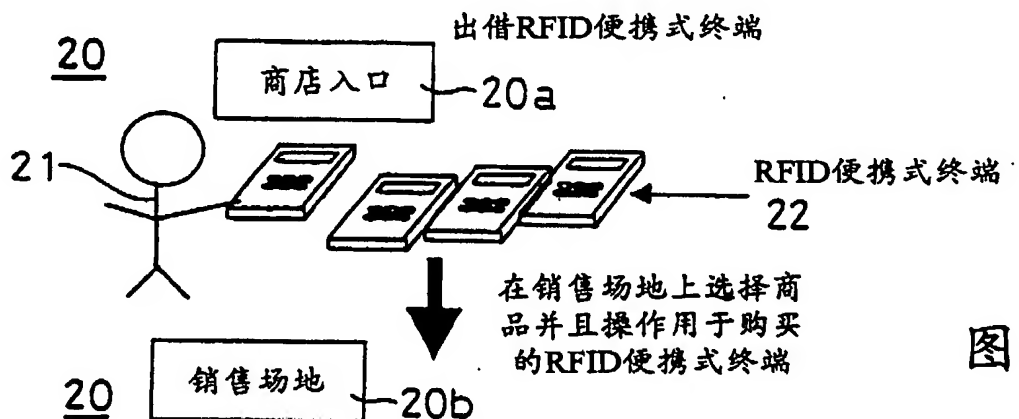 出借RFID便携式终端
20
商店入口
20a
21
RFID便携式终端
22
在销售场地上选择商
品并且操作用于购买
的RFID便携式终端
图
销售场地
20
20b